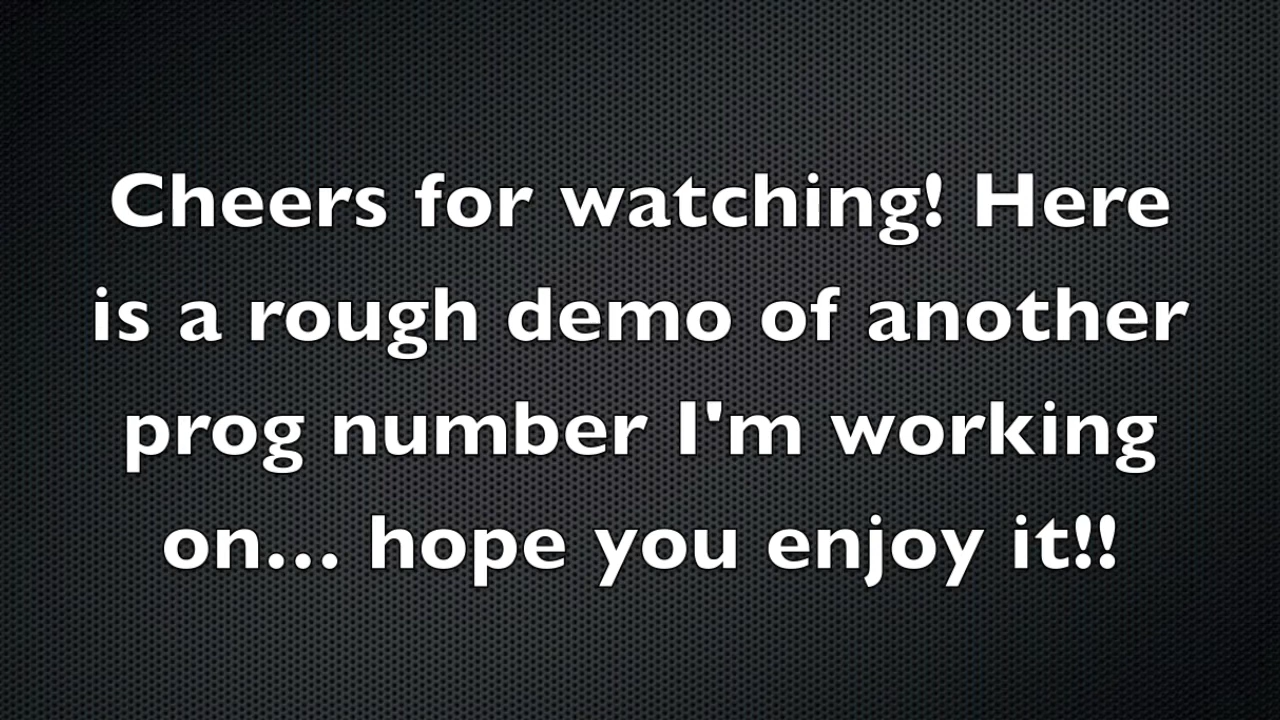 Cheers for watching! Here
is a rough demo of another
prog number I'm working
on... hope you enjoy it!!